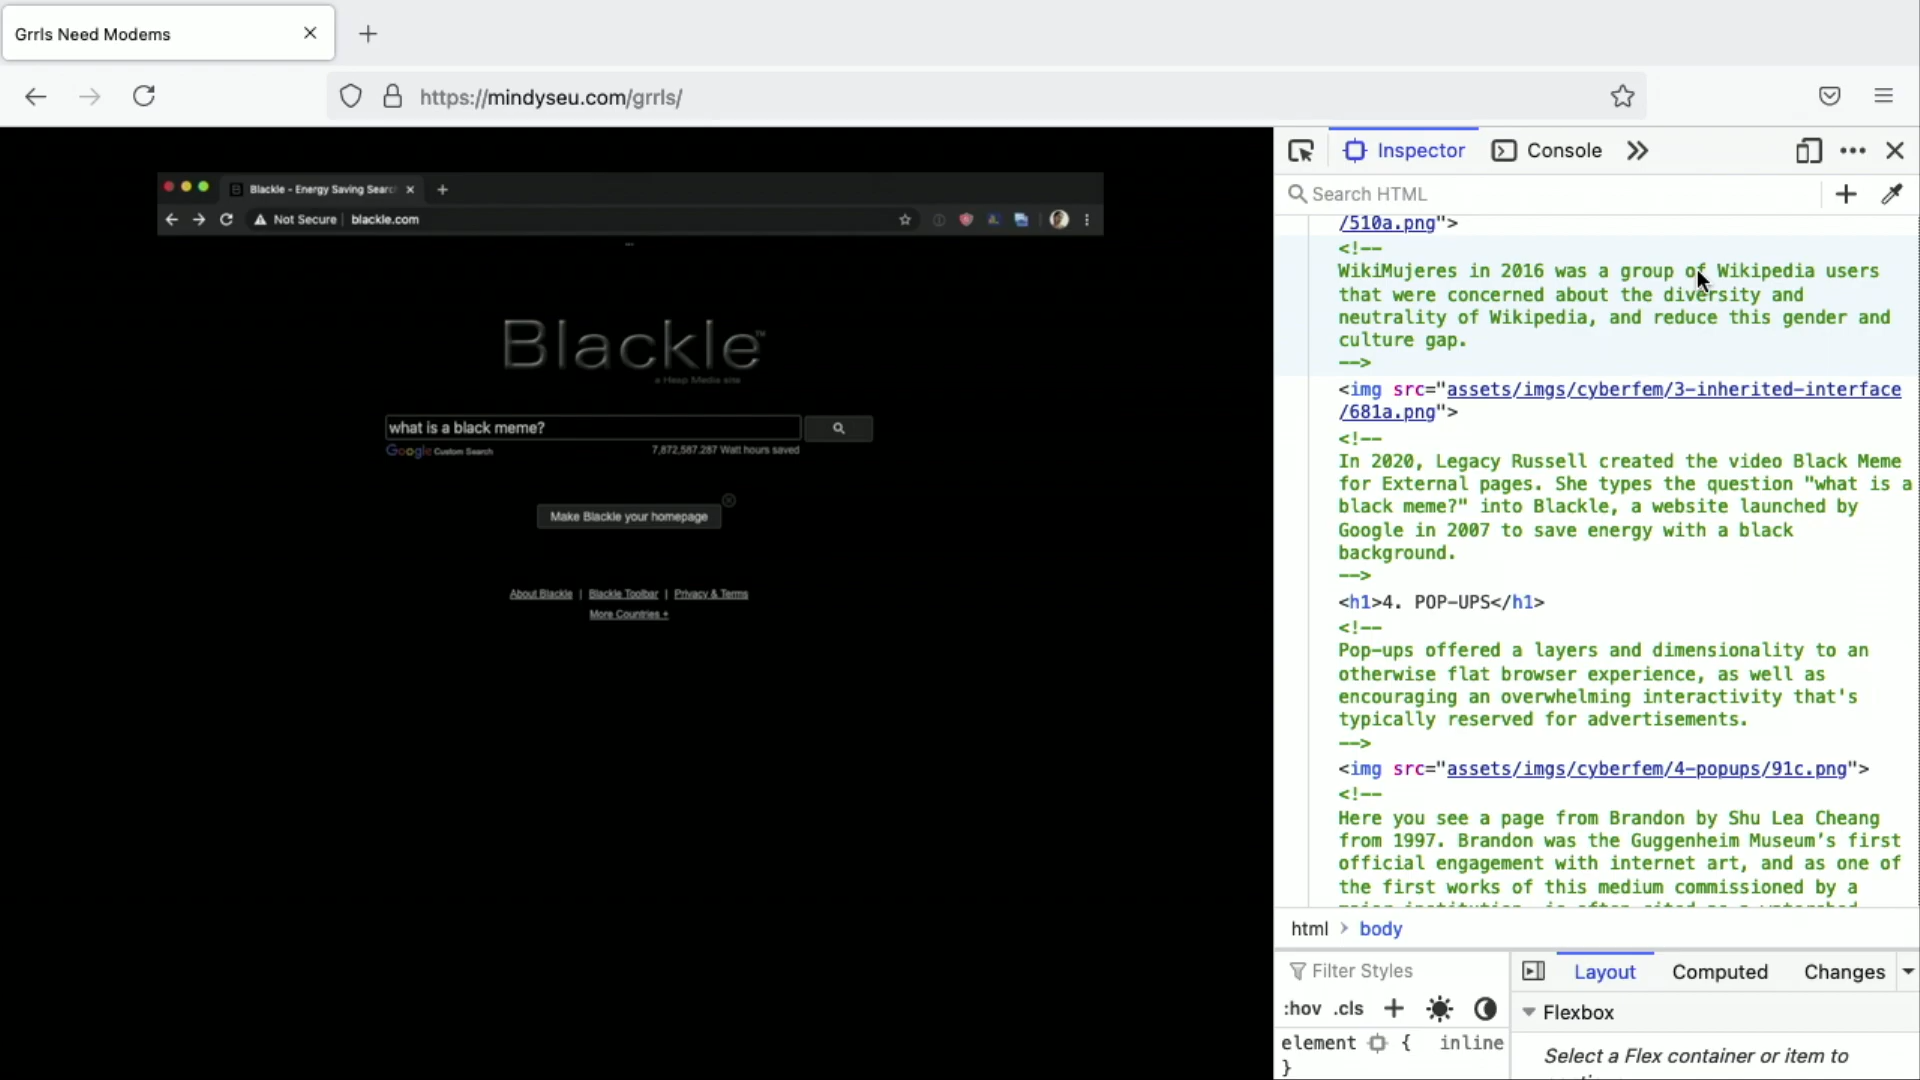 Grrls Need Modems
https://mindyseu.com/grrls/
Blackle - Energy Saving Searc
Not Secure | blackle.com
Blackle™
a Heap Media site
what is a black meme?
Google Custom Search
7,872,587.287 Watt hours saved
Make Blackle your homepage
About Blackle | Blackle Toolbar | Privacy & Terms
More Countries +
Inspector
Console
Search HTML
/510a.png">
<!--
WikiMujeres in 2016 was a group of Wikipedia users
that were concerned about the diversity and
neutrality of Wikipedia, and reduce this gender and
culture gap.
-->
<img src="assets/imgs/cyberfem/3-inherited-interface
/681a.png">
<!--
In 2020, Legacy Russell created the video Black Meme
for External pages. She types the question "what is a
black meme?" into Blackle, a website launched by
Google in 2007 to save energy with a black
background.
-->
<h1>4. POP-UPS</h1>
<!--
Pop-ups offered a layers and dimensionality to an
otherwise flat browser experience, as well as
encouraging an overwhelming interactivity that's
typically reserved for advertisements.
-->
<img src="assets/imgs/cyberfem/4-popups/91c.png">
<!--
Here you see a page from Brandon by Shu Lea Cheang
from 1997. Brandon was the Guggenheim Museum’s first
official engagement with internet art, and as one of
the first works of this medium commissioned by a
html > body
Filter Styles
Layout
Computed
Changes
:hov .cls +
Flexbox
element { inline
}
Select a Flex container or item to